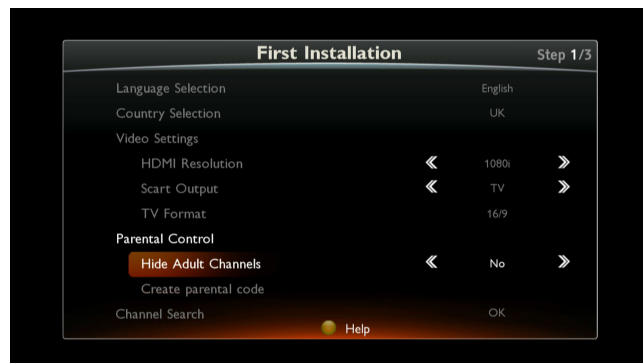 First Installation Step 1/3
Language Selection English
Country Selection UK
Video Settings
HDMI Resolution 1080i
Scart Output TV
TV Format 16/9
Parental Control
Hide Adult Channels No
Create parental code
Channel Search OK
Help